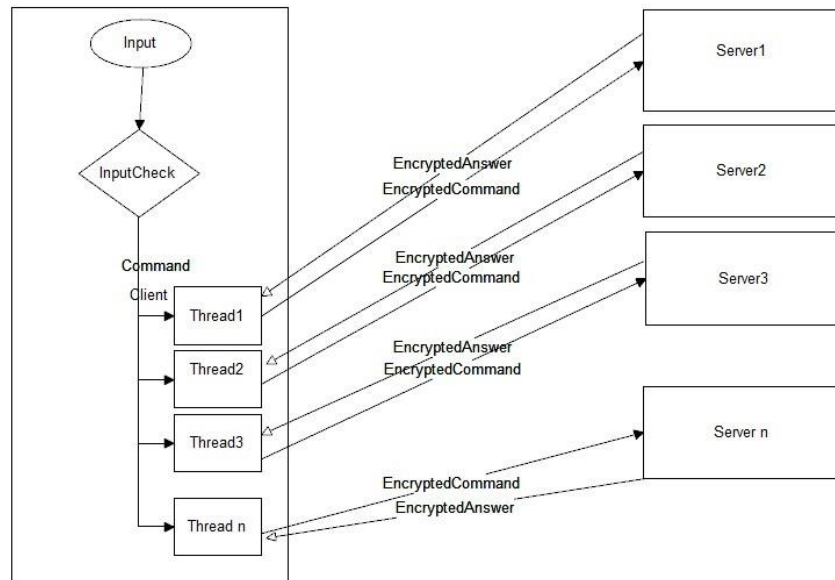 Input
Server1
InputCheck
EncryptedAnswer
EncryptedCommand
Server2
Command
EncryptedAnswer
EncryptedCommand
Client
Thread1
Server3
Thread2
EncryptedAnswer
EncryptedCommand
Thread3
Server n
EncryptedCommand
EncryptedAnswer
Thread n